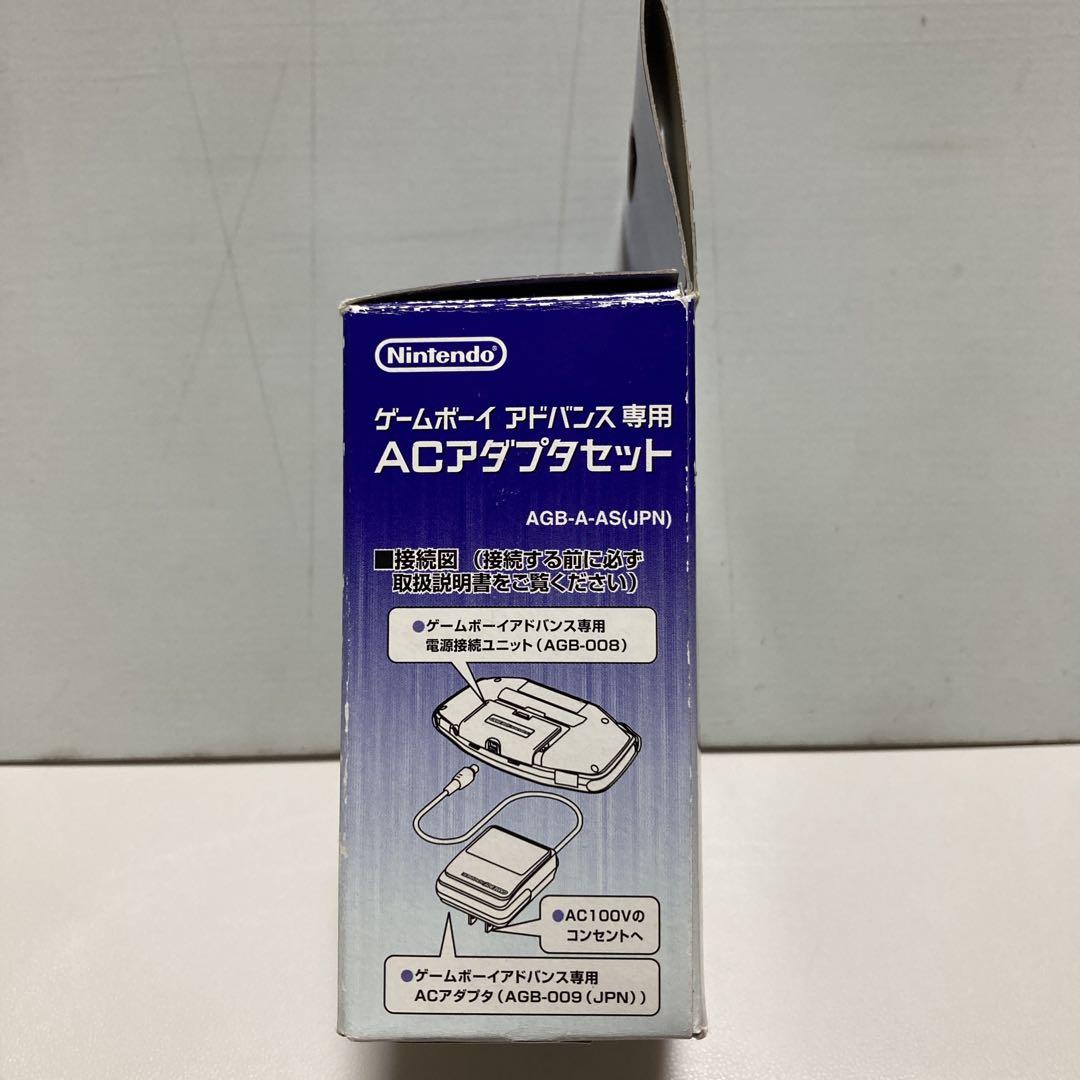 Nintendo®
ゲームボーイ アドバンス専用
ACアダプタセット
AGB-A-AS(JPN)
■接続図（接続する前に必ず
取扱説明書をご覧ください）
●ゲームボーイアドバンス専用
電源接続ユニット（AGB-008）
●AC100Vの
コンセントへ
●ゲームボーイアドバンス専用
ACアダプタ（AGB-009（JPN））